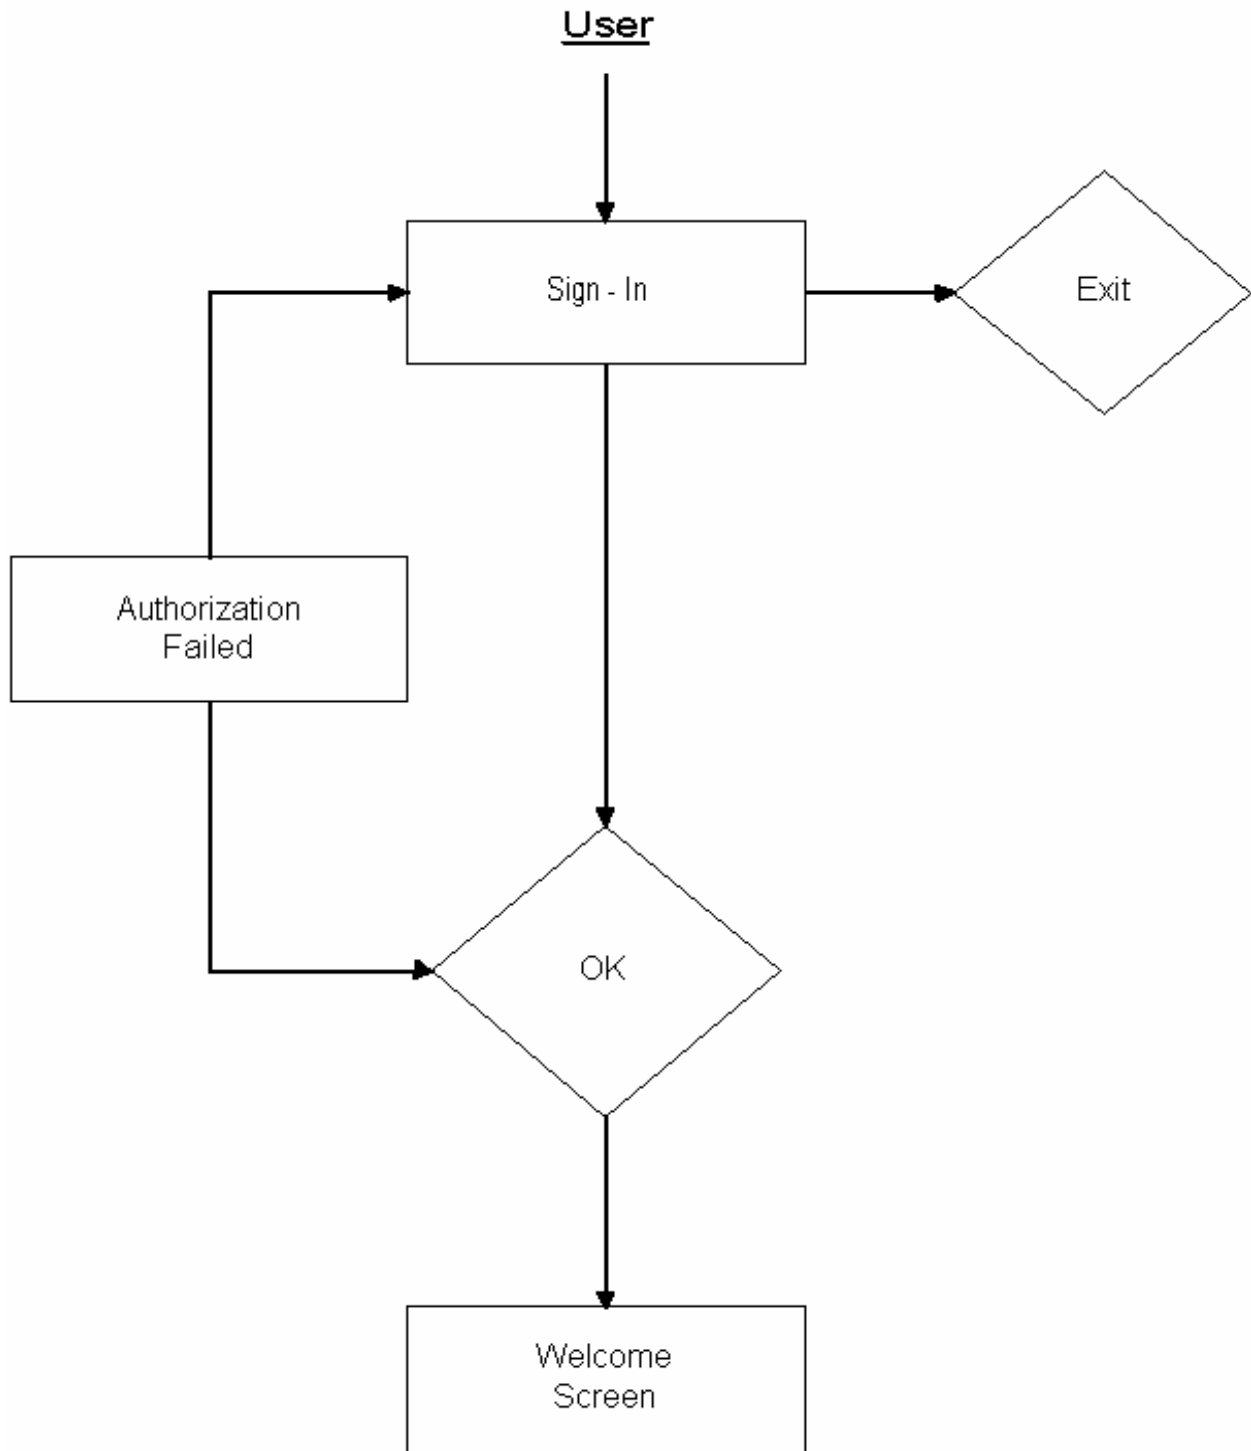 User
Sign - In
Exit
Authorization
Failed
OK
Welcome
Screen